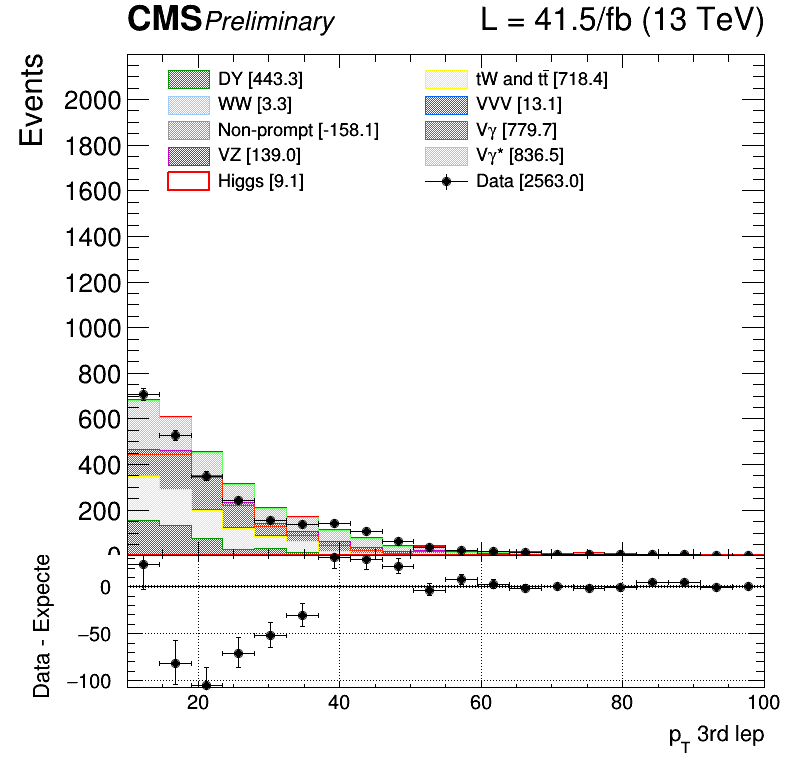 CMS Preliminary L = 41.5/fb (13 TeV)
Events
DY [443.3]
WW [3.3]
Non-prompt [-158.1]
VZ [139.0]
Higgs [9.1]
tW and tt̄ [718.4]
VVV [13.1]
Vγ [779.7]
Vγ* [836.5]
Data [2563.0]
2000
1800
1600
1400
1200
1000
800
600
400
200
0
Data - Expecte
0
−50
−100
20 40 60 80 100
pT 3rd lep